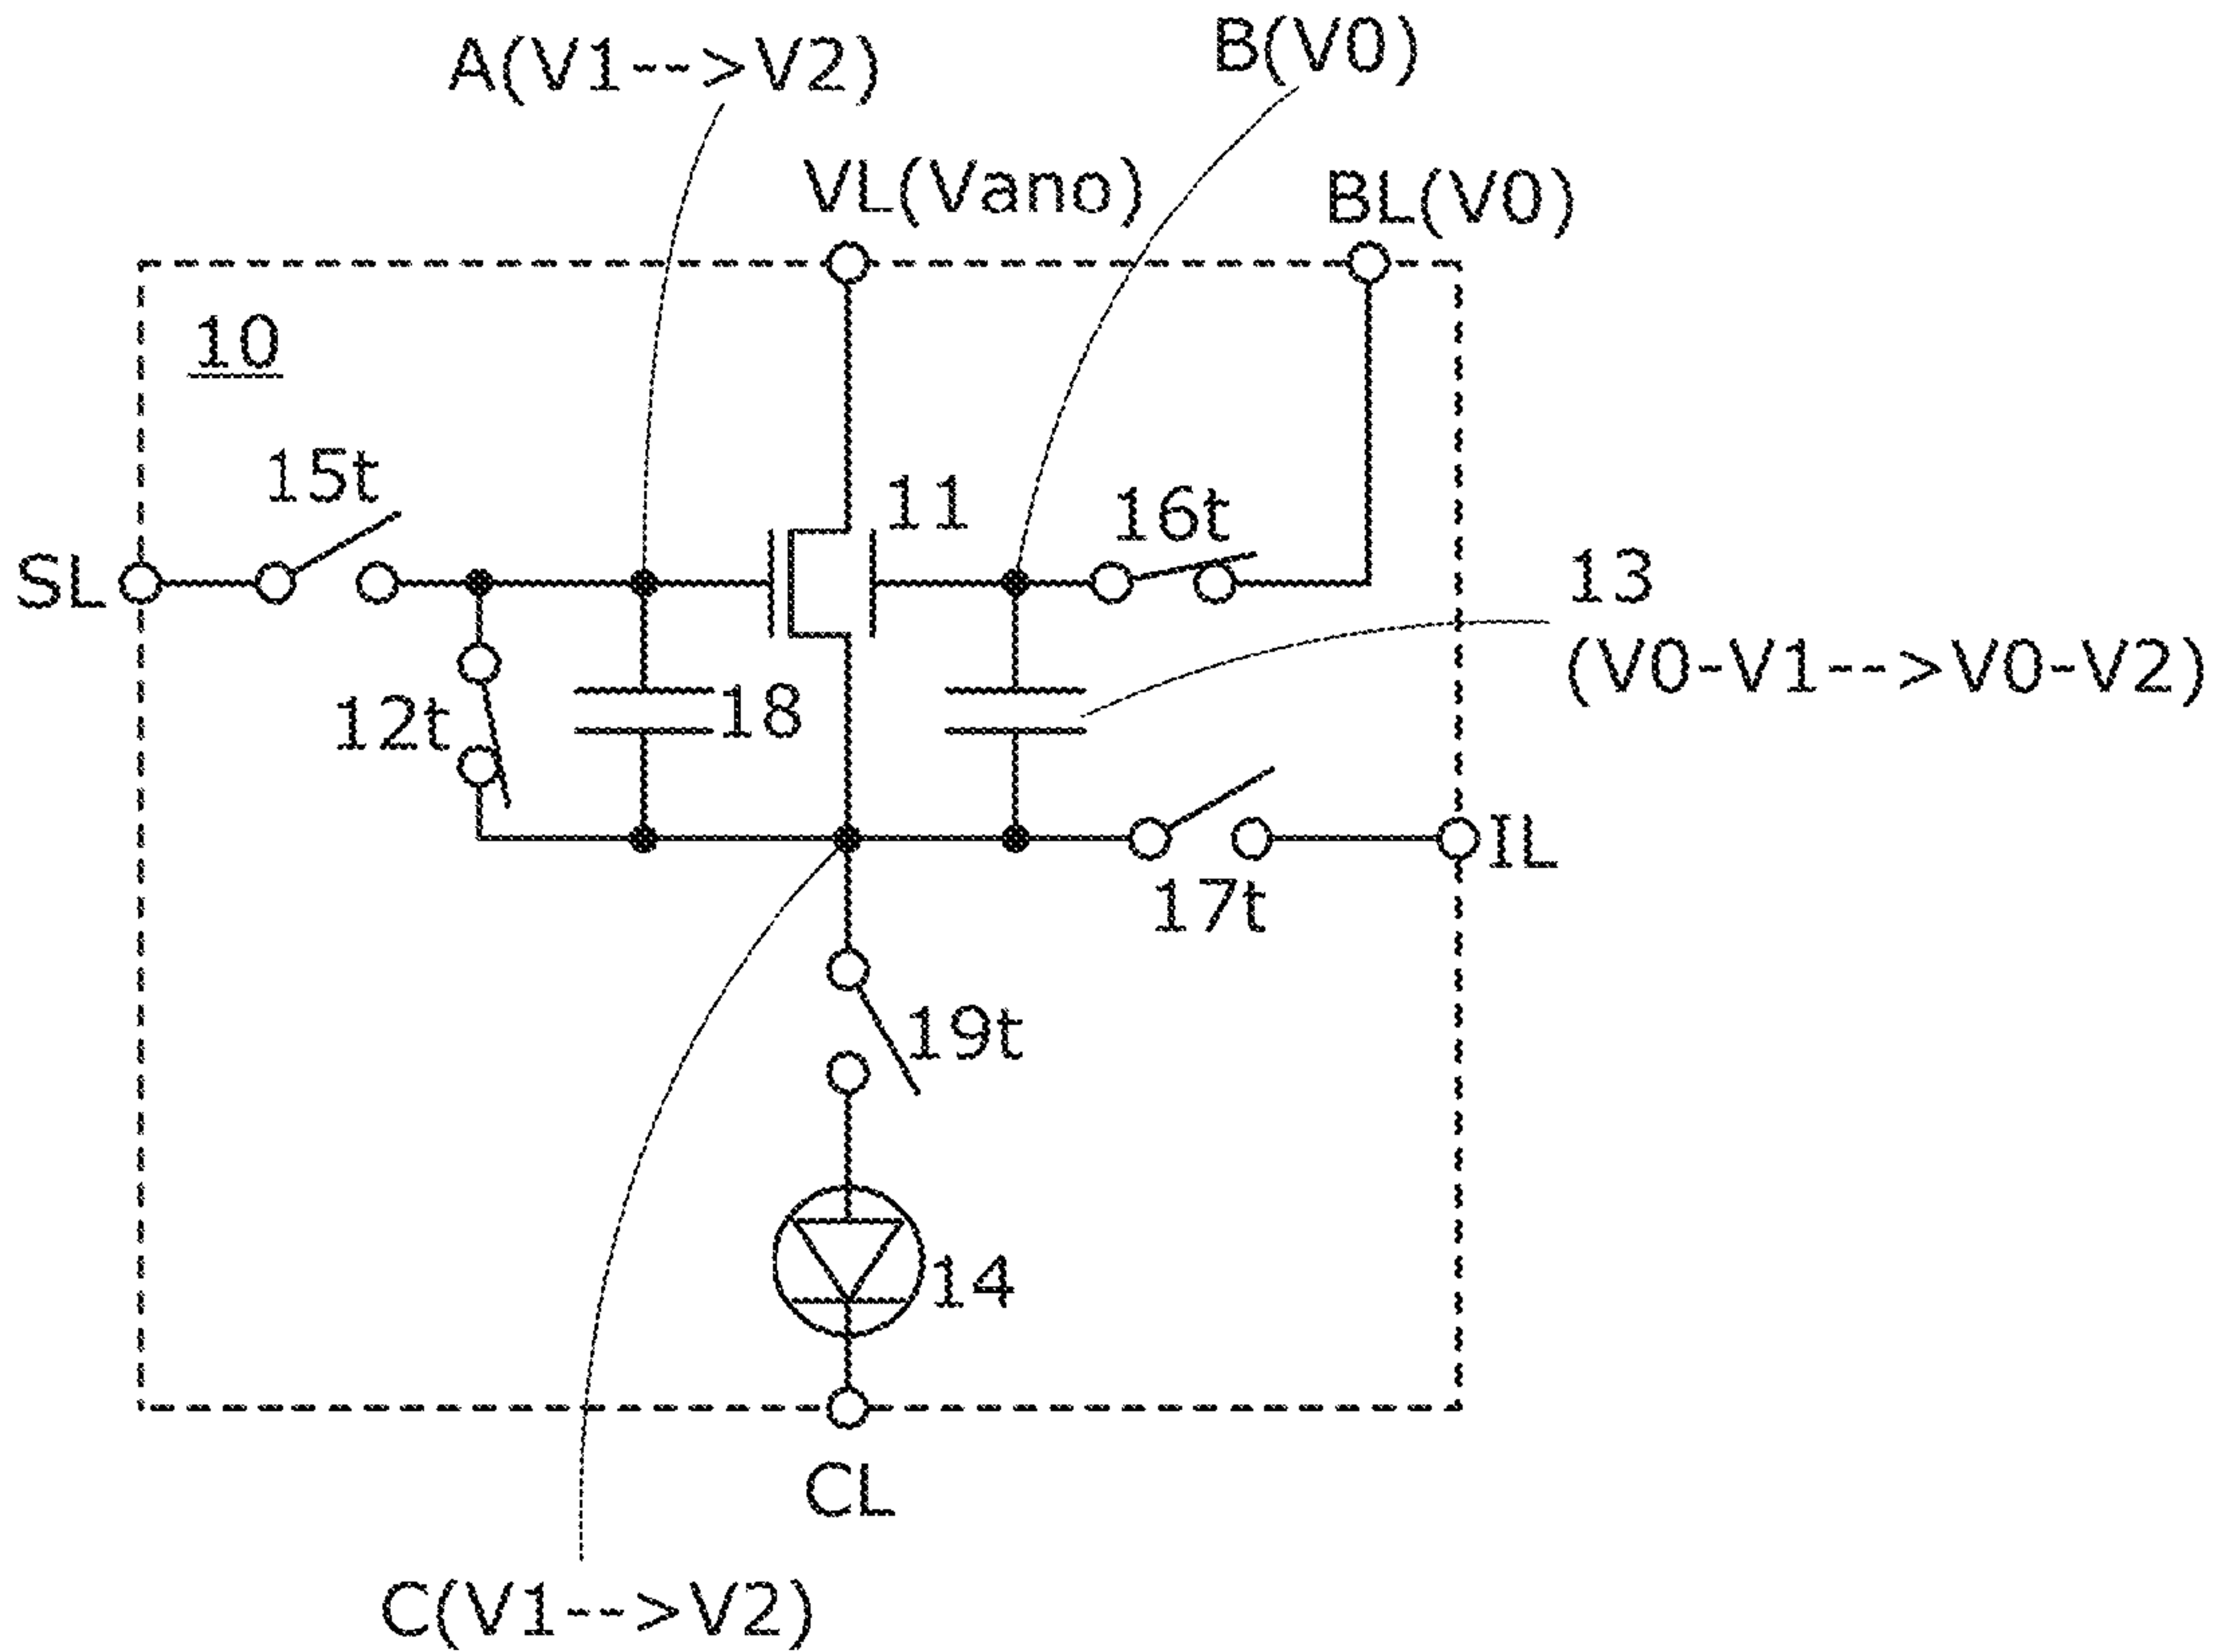 A(V1-->V2)
B(V0)
VL(Vano)
BL(V0)
10
15t
11
16t
SL
13
(V0-V1-->V0-V2)
12t
18
IL
17t
19t
14
CL
C(V1-->V2)